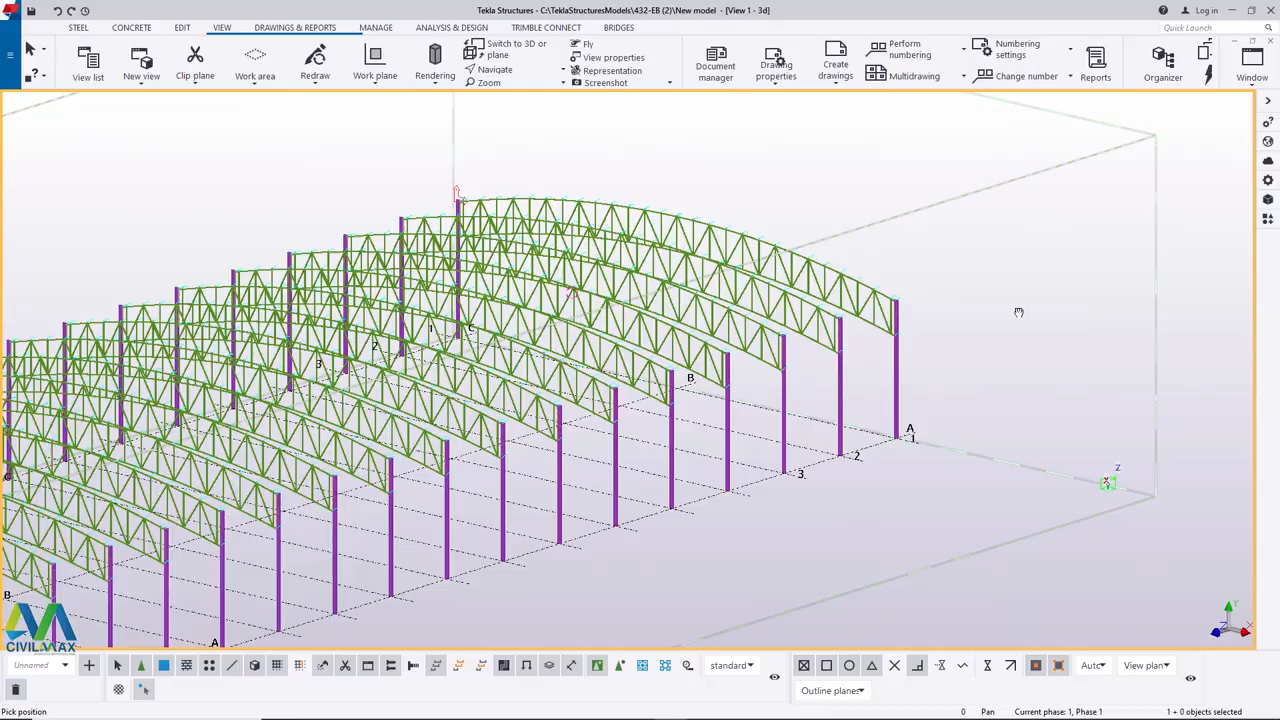 Tekla Structures - C:\TeklaStructuresModels\432-EB (2)\New model - [View 1 - 3d]
Log in
STEEL
CONCRETE
EDIT
VIEW
DRAWINGS & REPORTS
MANAGE
ANALYSIS & DESIGN
TRIMBLE CONNECT
BRIDGES
Quick Launch
View list
New view
Clip plane
Work area
Redraw
Work plane
Rendering
Switch to 3D or
plane
Navigate
Zoom
Fly
View properties
Representation
Screenshot
Document
manager
Drawing
properties
Create
drawings
Perform
numbering
Multidrawing
Numbering
settings
Change number
Reports
Organizer
Window
1
C
2
3
B
A
1
2
3
Z
X
C
B
A
Y
Z
X
CIVILMAX
Unnamed
standard
Auto
View plan
Outline planes
Pick position
0
Pan
Current phase: 1, Phase 1
1 + 0 objects selected